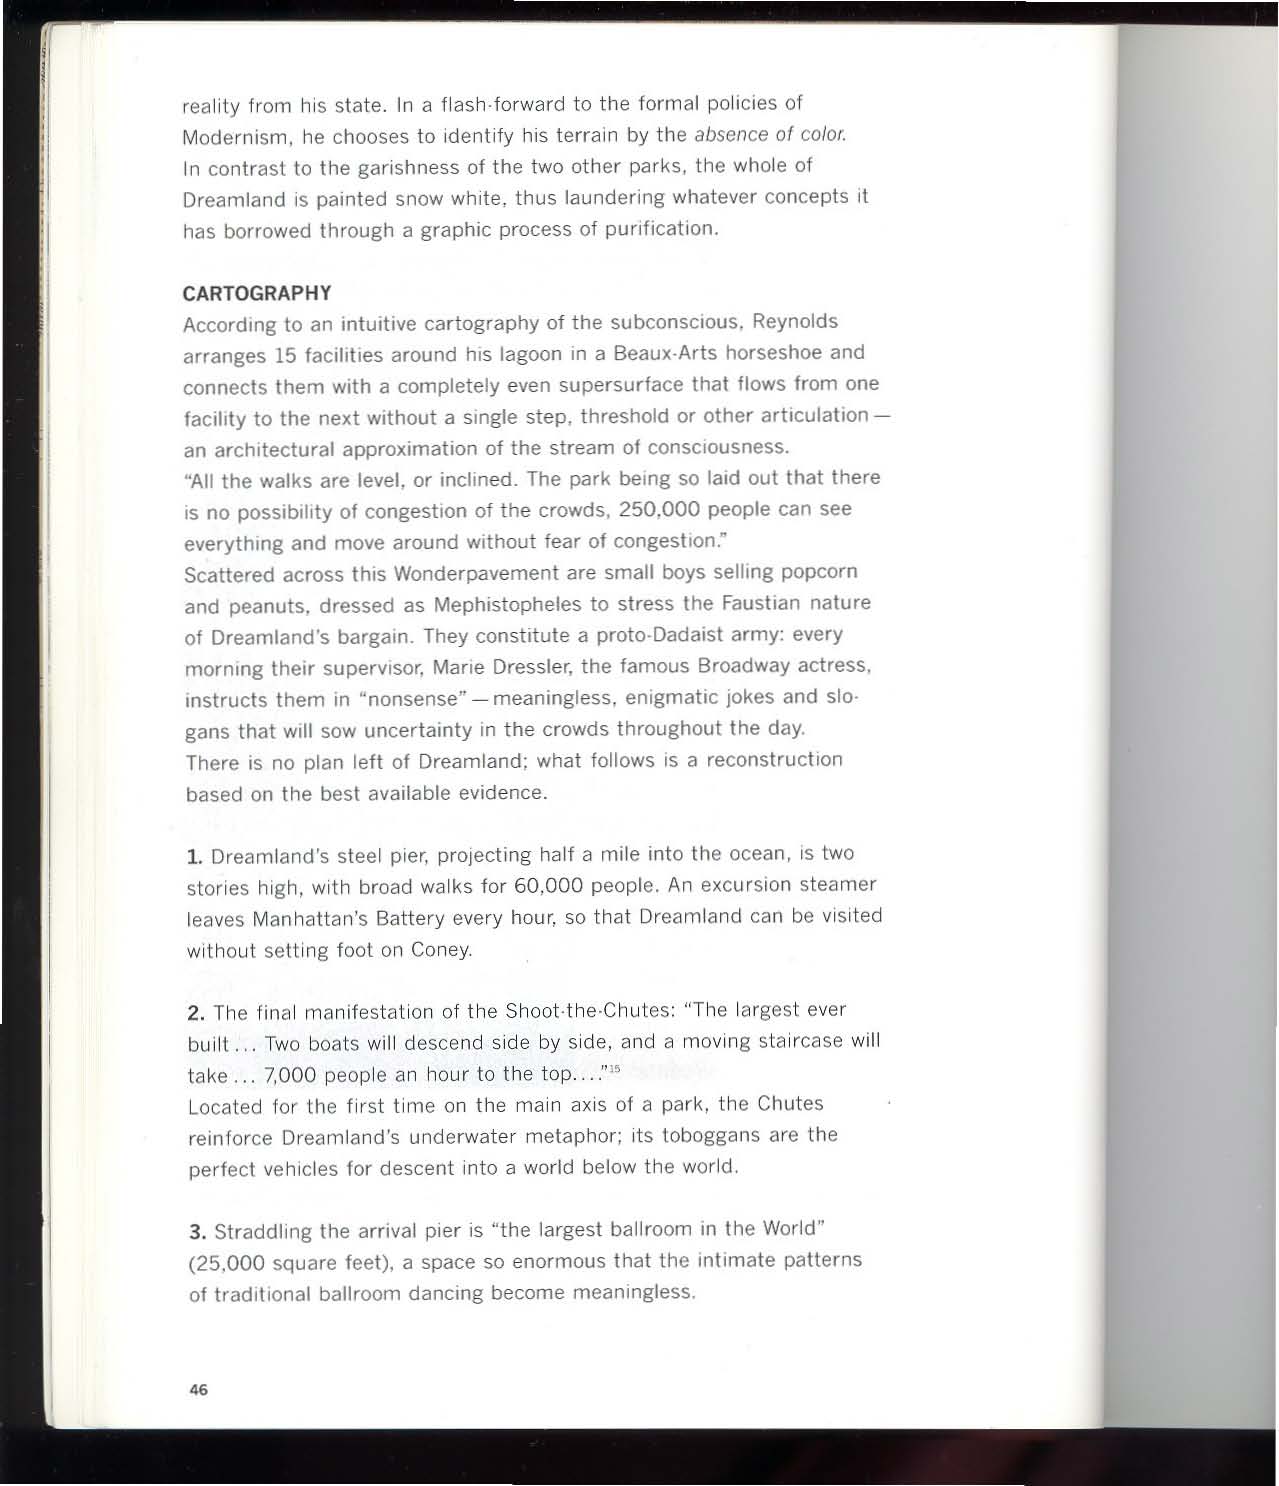 reality from his state. In a flash-forward to the formal policies of
Modernism, he chooses to identify his terrain by the absence of color.
In contrast to the garishness of the two other parks, the whole of
Dreamland is painted snow white, thus laundering whatever concepts it
has borrowed through a graphic process of purification.
CARTOGRAPHY
According to an intuitive cartography of the subconscious, Reynolds
arranges 15 facilities around his lagoon in a Beaux-Arts horseshoe and
connects them with a completely even supersurface that flows from one
facility to the next without a single step, threshold or other articulation —
an architectural approximation of the stream of consciousness.
“All the walks are level, or inclined. The park being so laid out that there
is no possibility of congestion of the crowds, 250,000 people can see
everything and move around without fear of congestion.”
Scattered across this Wonderpavement are small boys selling popcorn
and peanuts, dressed as Mephistopheles to stress the Faustian nature
of Dreamland's bargain. They constitute a proto-Dadaist army: every
morning their supervisor, Marie Dressler, the famous Broadway actress,
instructs them in “nonsense” — meaningless, enigmatic jokes and slo-
gans that will sow uncertainty in the crowds throughout the day.
There is no plan left of Dreamland; what follows is a reconstruction
based on the best available evidence.
1. Dreamland's steel pier, projecting half a mile into the ocean, is two
stories high, with broad walks for 60,000 people. An excursion steamer
leaves Manhattan's Battery every hour, so that Dreamland can be visited
without setting foot on Coney.
2. The final manifestation of the Shoot-the-Chutes: “The largest ever
built ... Two boats will descend side by side, and a moving staircase will
take ... 7,000 people an hour to the top....”15
Located for the first time on the main axis of a park, the Chutes
reinforce Dreamland's underwater metaphor; its toboggans are the
perfect vehicles for descent into a world below the world.
3. Straddling the arrival pier is “the largest ballroom in the World”
(25,000 square feet), a space so enormous that the intimate patterns
of traditional ballroom dancing become meaningless.
46